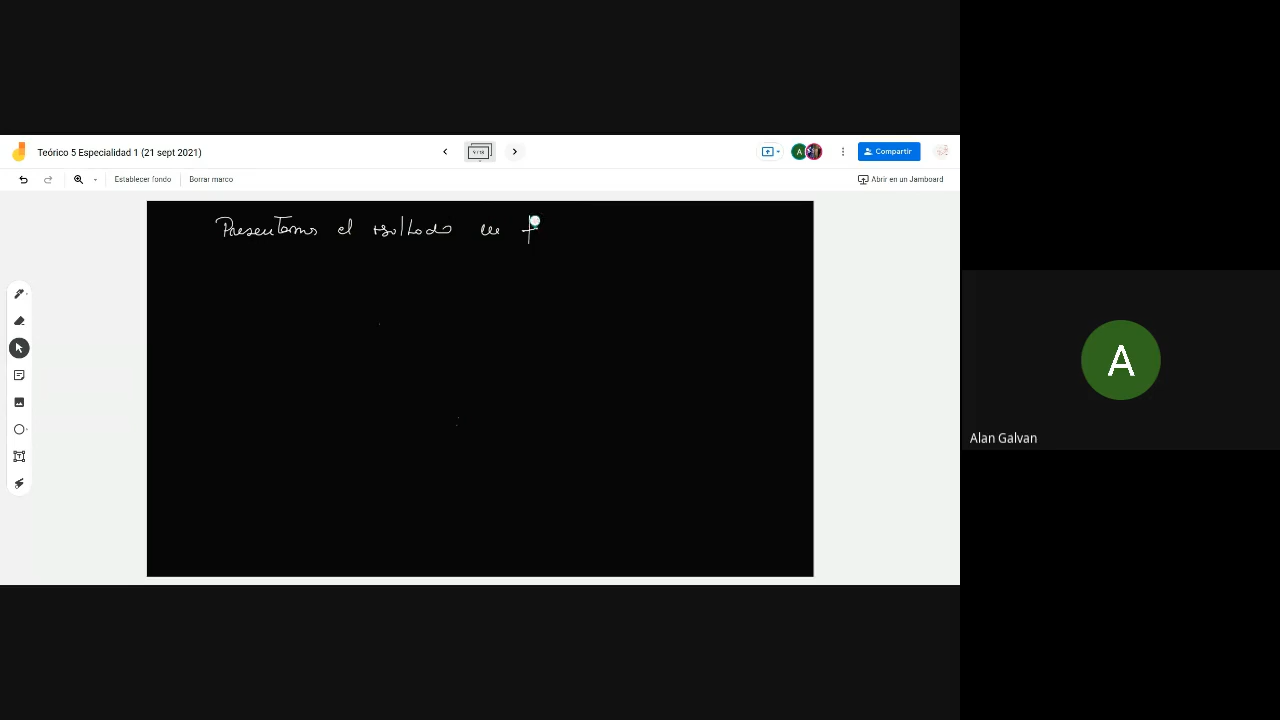 Teórico 5 Especialidad 1 (21 sept 2021)
A
Compartir
Establecer fondo
Borrar marco
Abrir en un Jamboard
Presentamos el resultado en f
A
Alan Galvan